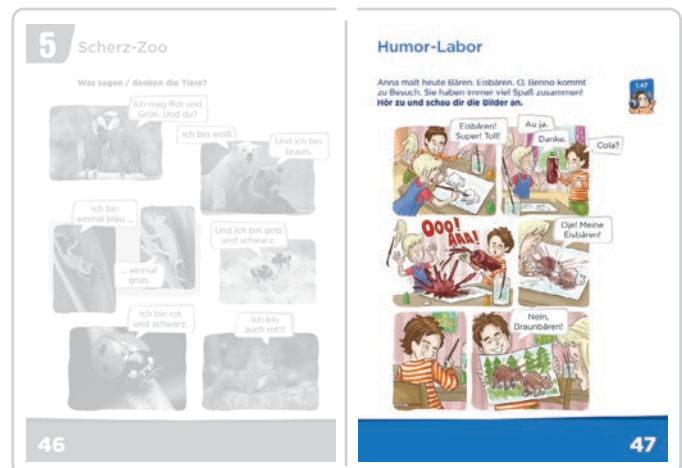 5 Scherz-Zoo
Was sagen / denken die Tiere?
Ich mag Rot und
Grün. Und du?
Ich bin weiß.
Und ich bin
braun.
Ich bin
einmal blau ...
... einmal
grün.
Und ich bin gelb
und schwarz.
Ich bin rot
und schwarz.
Ich bin
auch rot!!!
46
Humor-Labor
Anna malt heute Bären. Eisbären. O, Benno kommt
zu Besuch. Sie haben immer viel Spaß zusammen!
Hör zu und schau dir die Bilder an.
1.47
Eisbären!
Super! Toll!
Au ja.
Danke.
Cola?
OOO!
AAA!
Oje! Meine
Eisbären!
Nein,
Braunbären!
47